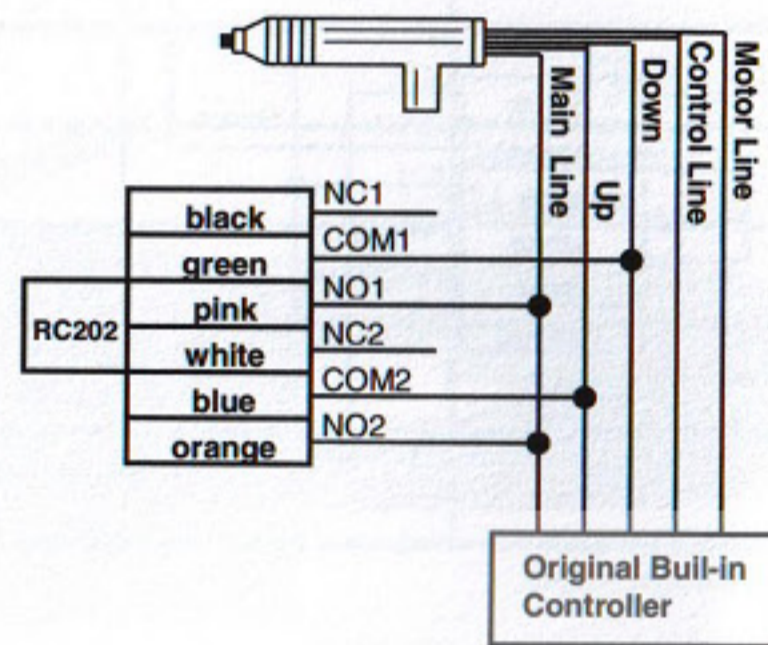 Main Line
Up
Down
Control Line
Motor Line
NC1
black
COM1
green
NO1
pink
RC202
NC2
white
COM2
blue
NO2
orange
Original Buil-in
Controller